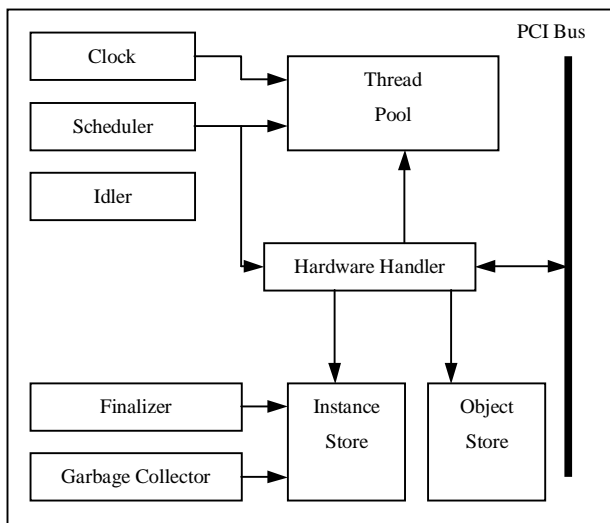 PCI Bus
Clock
Thread
Pool
Scheduler
Idler
Hardware Handler
Finalizer
Instance
Store
Object
Store
Garbage Collector